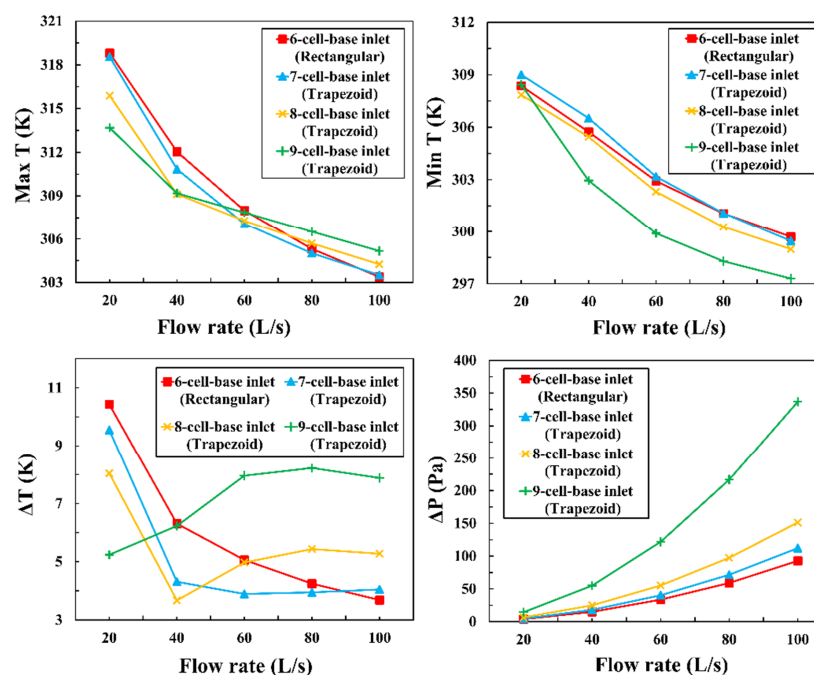 321
318
315
312
309
306
303
Max T (K)
20 40 60 80 100
Flow rate (L/s)
6-cell-base inlet
(Rectangular)
7-cell-base inlet
(Trapezoid)
8-cell-base inlet
(Trapezoid)
9-cell-base inlet
(Trapezoid)
312
309
306
303
300
297
Min T (K)
20 40 60 80 100
Flow rate (L/s)
6-cell-base inlet
(Rectangular)
7-cell-base inlet
(Trapezoid)
8-cell-base inlet
(Trapezoid)
9-cell-base inlet
(Trapezoid)
11
9
7
5
3
ΔT (K)
20 40 60 80 100
Flow rate (L/s)
6-cell-base inlet 7-cell-base inlet
(Rectangular) (Trapezoid)
8-cell-base inlet 9-cell-base inlet
(Trapezoid) (Trapezoid)
400
350
300
250
200
150
100
50
0
ΔP (Pa)
20 40 60 80 100
Flow rate (L/s)
6-cell-base inlet
(Rectangular)
7-cell-base inlet
(Trapezoid)
8-cell-base inlet
(Trapezoid)
9-cell-base inlet
(Trapezoid)